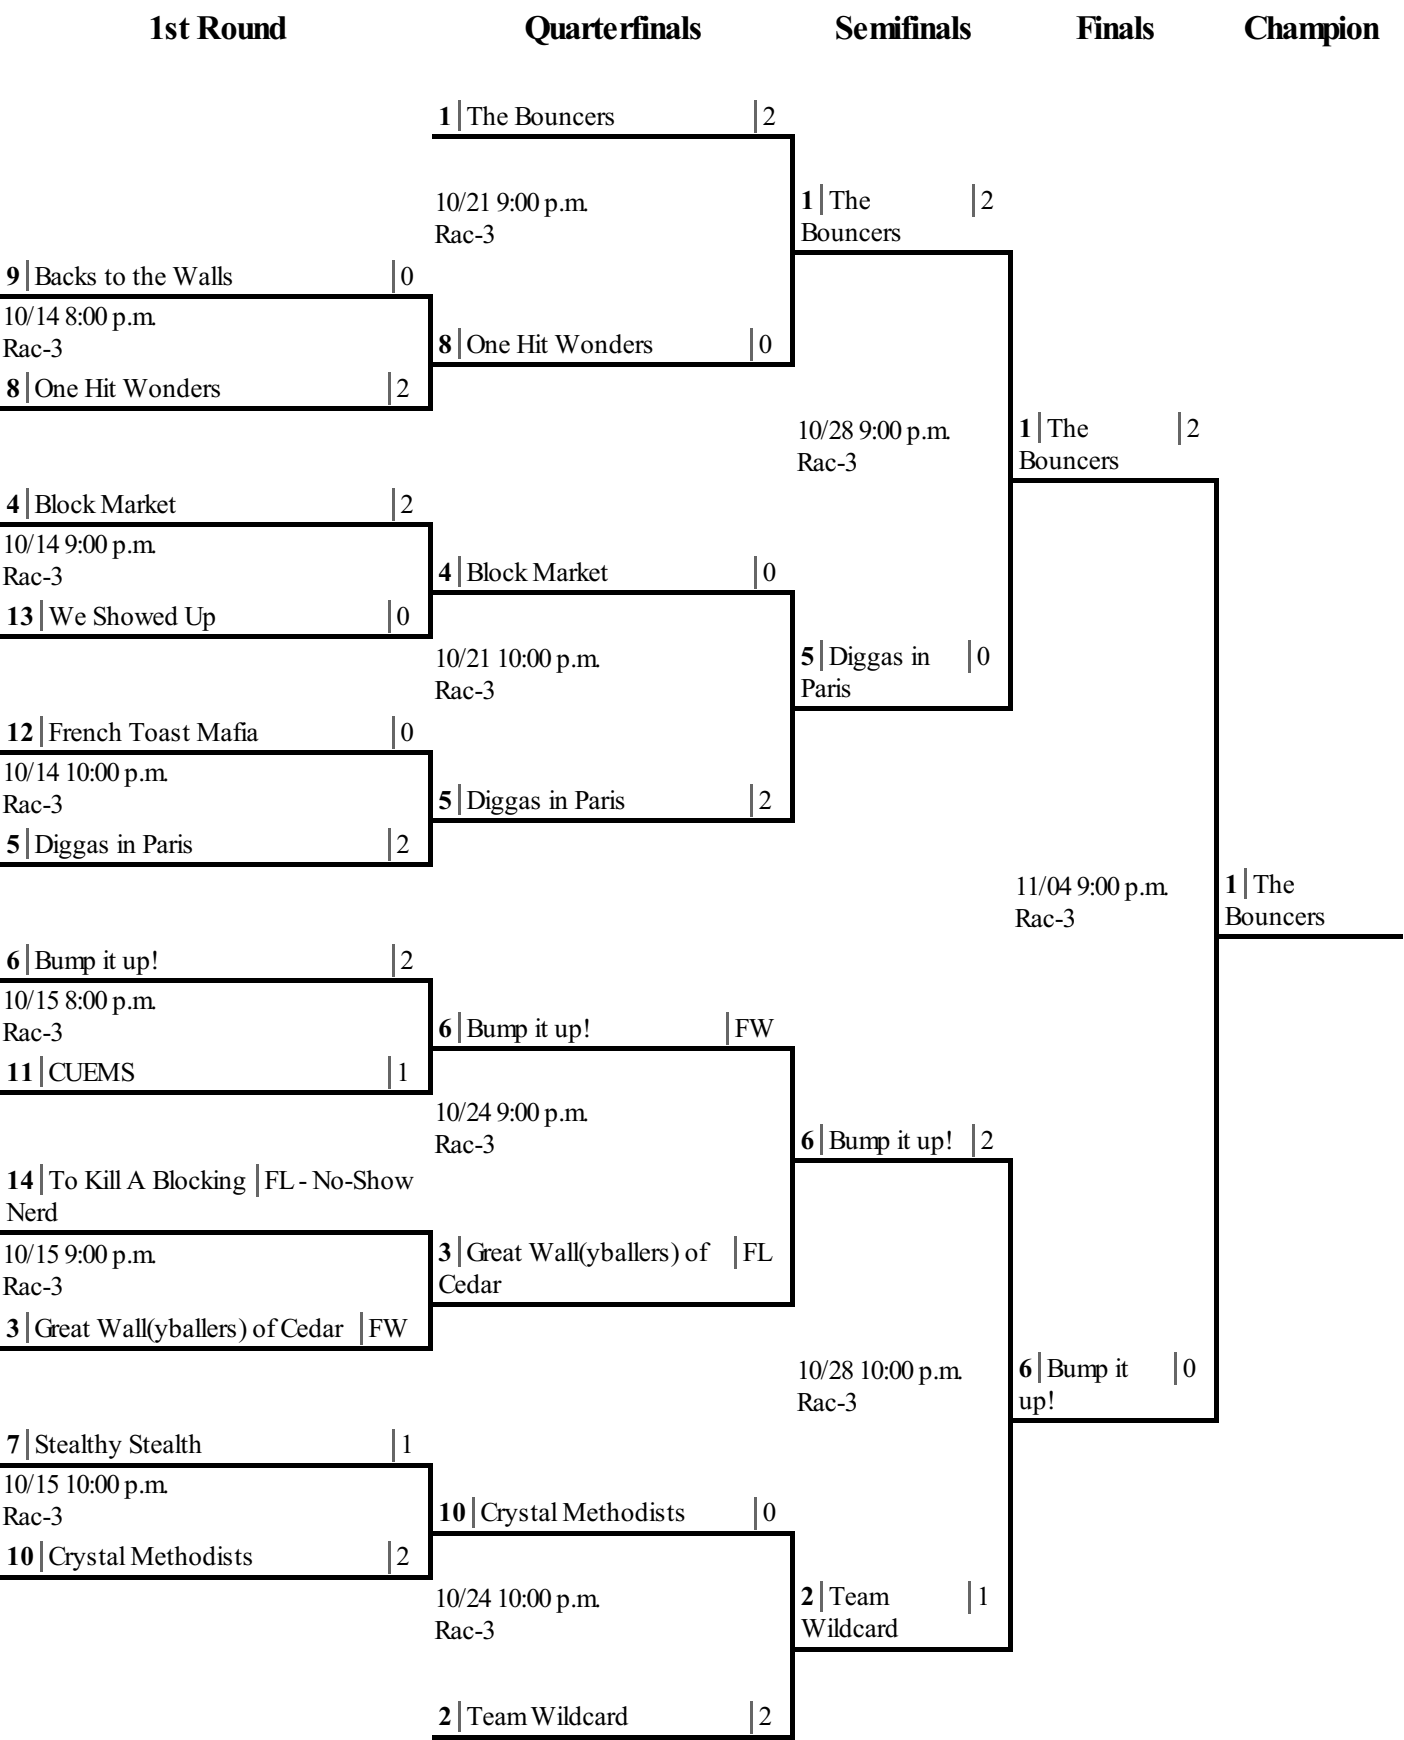 1st Round Quarterfinals Semifinals Finals Champion
1 The Bouncers 2
10/21 9:00 p.m.
Rac-3
1 The 2
Bouncers
9 Backs to the Walls 0
10/14 8:00 p.m.
Rac-3
8 One Hit Wonders 0
8 One Hit Wonders 2
10/28 9:00 p.m.
Rac-3
1 The 2
Bouncers
4 Block Market 2
10/14 9:00 p.m.
Rac-3
4 Block Market 0
13 We Showed Up 0
10/21 10:00 p.m.
Rac-3
5 Diggas in 0
Paris
12 French Toast Mafia 0
10/14 10:00 p.m.
Rac-3
5 Diggas in Paris 2
5 Diggas in Paris 2
11/04 9:00 p.m.
Rac-3
1 The
Bouncers
6 Bump it up! 2
10/15 8:00 p.m.
Rac-3
6 Bump it up! FW
11 CUEMS 1
10/24 9:00 p.m.
Rac-3
6 Bump it up! 2
14 To Kill A Blocking FL - No-Show
Nerd
10/15 9:00 p.m.
Rac-3
3 Great Wall(yballers) of FL
Cedar
3 Great Wall(yballers) of Cedar FW
10/28 10:00 p.m.
Rac-3
6 Bump it 0
up!
7 Stealthy Stealth 1
10/15 10:00 p.m.
Rac-3
10 Crystal Methodists 0
10 Crystal Methodists 2
10/24 10:00 p.m.
Rac-3
2 Team 1
Wildcard
2 Team Wildcard 2